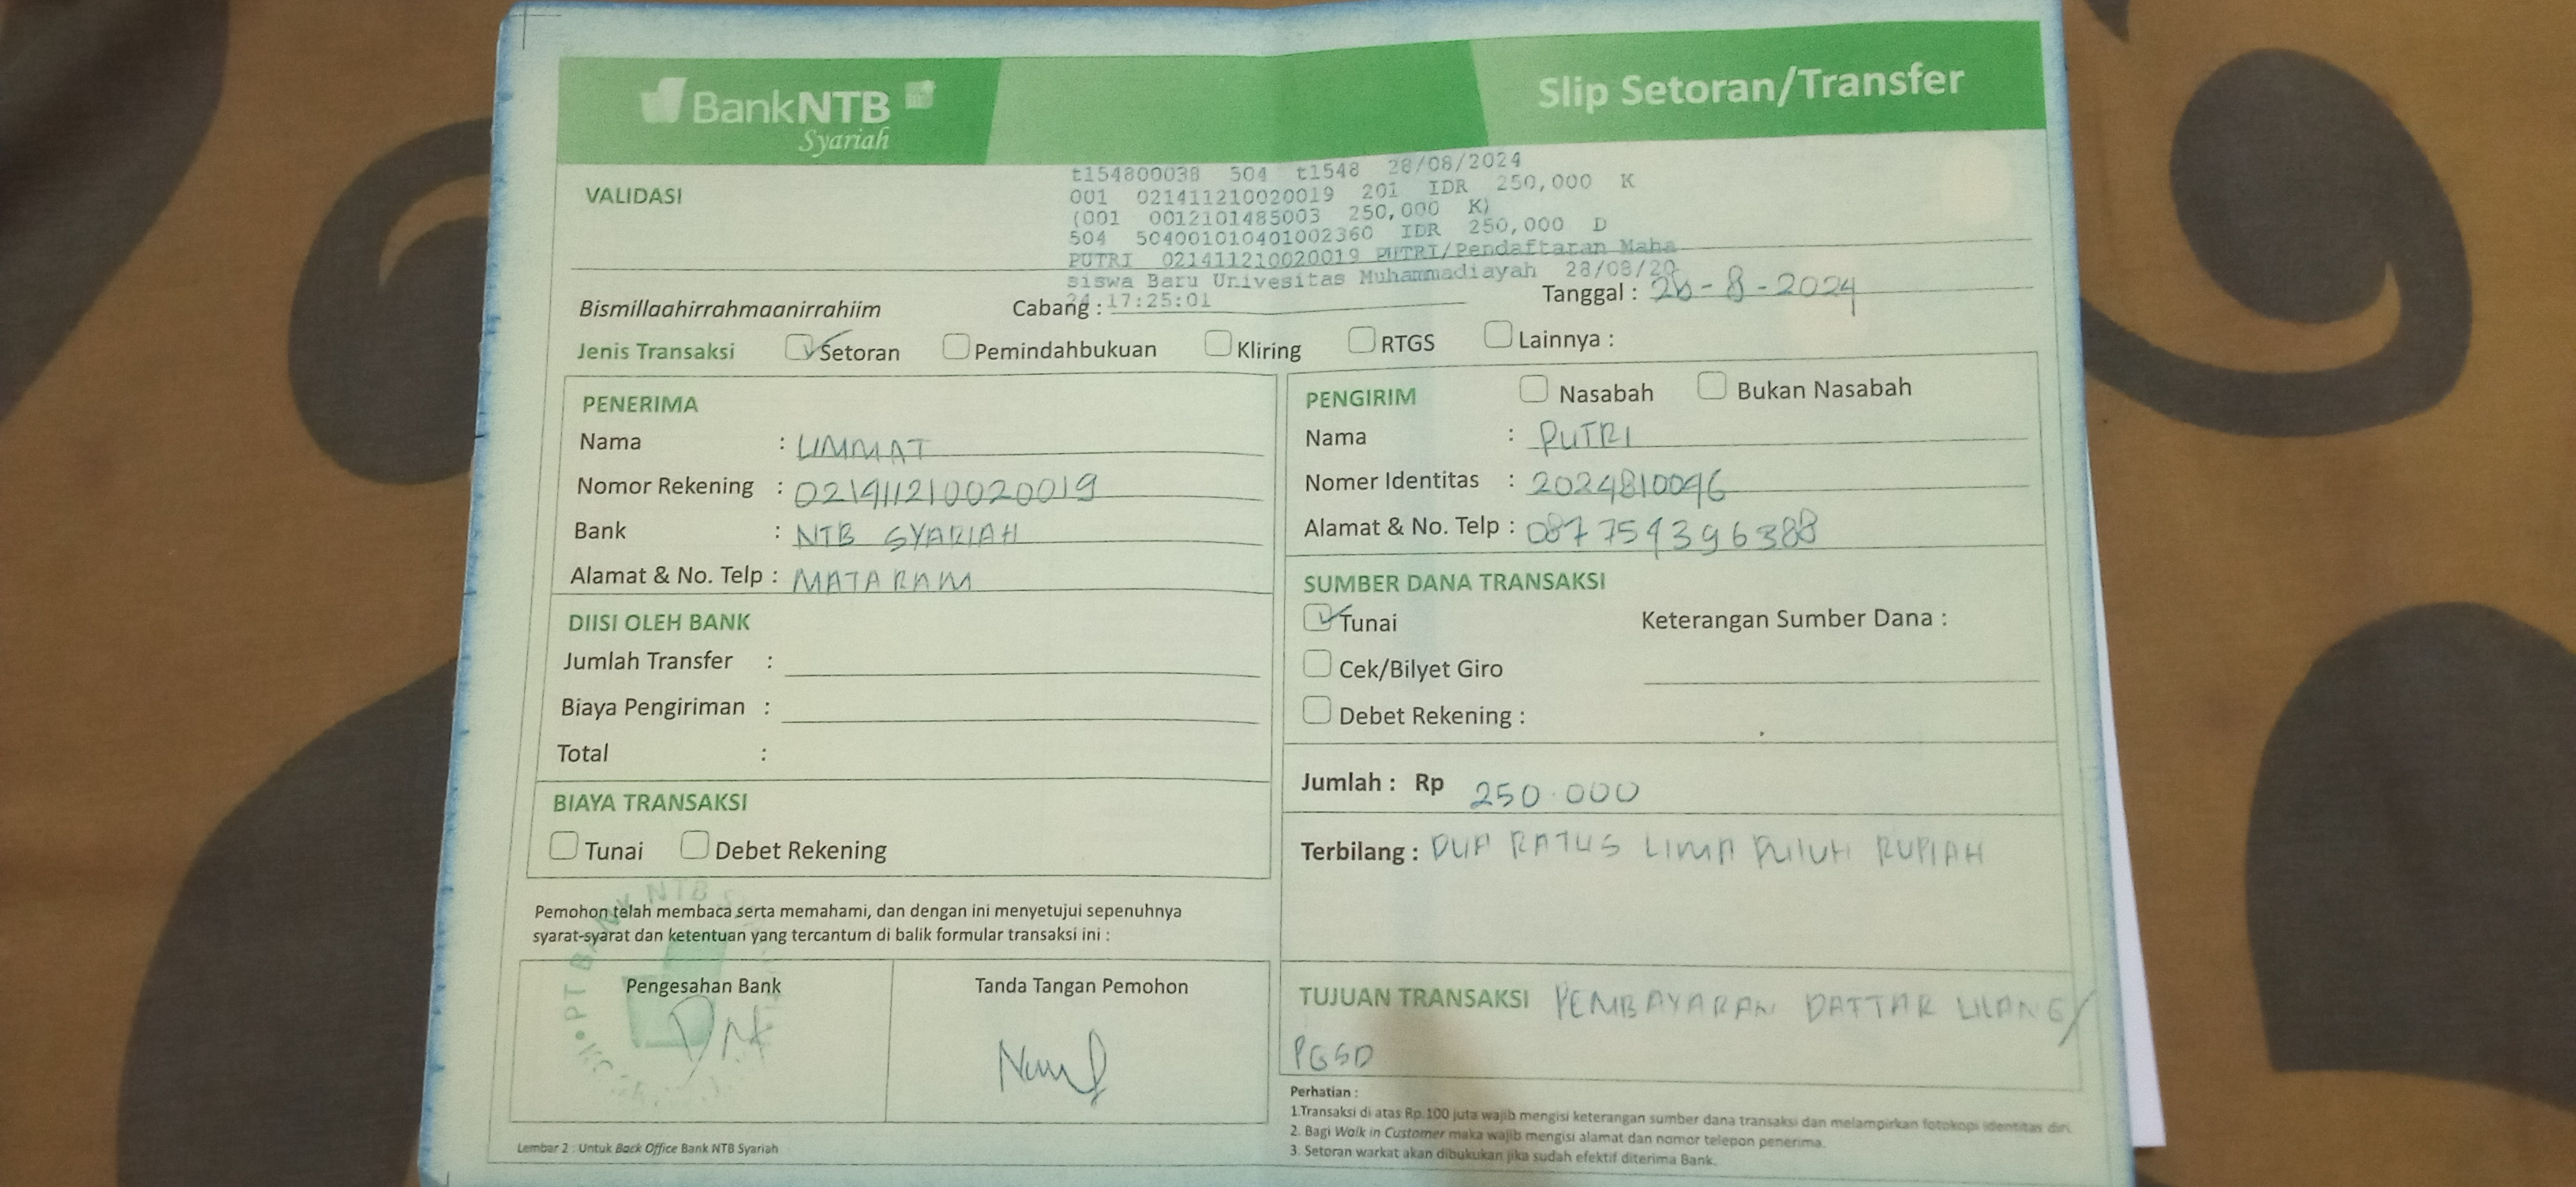 BankNTB
Syariah
Slip Setoran/Transfer
VALIDASI
t154800038 504 t1548 28/08/2024
001 021411210020019 201 IDR 250,000 K
(001 0012101485003 250,000 K)
504 504001010401002360 IDR 250,000 D
PUTRI 021411210020019 PUTRI/Pendaftaran Maha
siswa Baru Univesitas Muhammadiayah 28/08/20
24 17:25:01
Bismillaahirrahmaanirrahiim Cabang : Tanggal : 28-8-2024
Jenis Transaksi Setoran Pemindahbukuan Kliring RTGS Lainnya :
PENERIMA
Nama : UMMAT
Nomor Rekening : 021411210020019
Bank : NTB SYARIAH
Alamat & No. Telp : MATARAM
DIISI OLEH BANK
Jumlah Transfer :
Biaya Pengiriman :
Total :
BIAYA TRANSAKSI
Tunai Debet Rekening
Pemohon telah membaca serta memahami, dan dengan ini menyetujui sepenuhnya
syarat-syarat dan ketentuan yang tercantum di balik formular transaksi ini :
Pengesahan Bank
Tanda Tangan Pemohon
PT BANK NTB
Lembar 2 : Untuk Back Office Bank NTB Syariah
PENGIRIM Nasabah Bukan Nasabah
Nama : PUTRI
Nomer Identitas : 2024810096
Alamat & No. Telp : 087754396388
SUMBER DANA TRANSAKSI
Tunai Keterangan Sumber Dana :
Cek/Bilyet Giro
Debet Rekening :
Jumlah : Rp 250.000
Terbilang : DUA RATUS LIMA PULUH RUPIAH
TUJUAN TRANSAKSI PEMBAYARAN DAFTAR ULANG/
PGSD
Perhatian :
1.Transaksi di atas Rp.100 juta wajib mengisi keterangan sumber dana transaksi dan melampirkan fotokopi identitas diri.
2. Bagi Walk in Customer maka wajib mengisi alamat dan nomor telepon penerima.
3. Setoran warkat akan dibukukan jika sudah efektif diterima Bank.